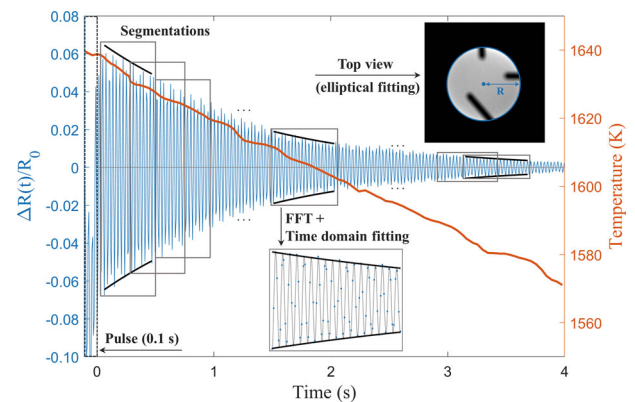 0.08
0.06
0.04
0.02
0
-0.02
-0.04
-0.06
-0.08
-0.10
ΔR(t)/R0
Segmentations
...
Top view
(elliptical fitting)
R
...
...
...
FFT +
Time domain fitting
Pulse (0.1 s)
1640
1620
1600
1580
1560
Temperature (K)
0 1 2 3 4
Time (s)